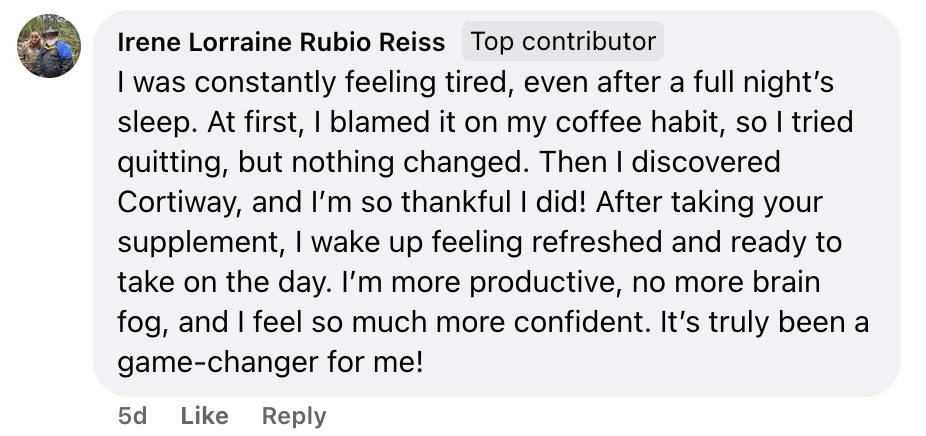 Irene Lorraine Rubio Reiss Top contributor
I was constantly feeling tired, even after a full night’s
sleep. At first, I blamed it on my coffee habit, so I tried
quitting, but nothing changed. Then I discovered
Cortiway, and I’m so thankful I did! After taking your
supplement, I wake up feeling refreshed and ready to
take on the day. I’m more productive, no more brain
fog, and I feel so much more confident. It’s truly been a
game-changer for me!
5d Like Reply